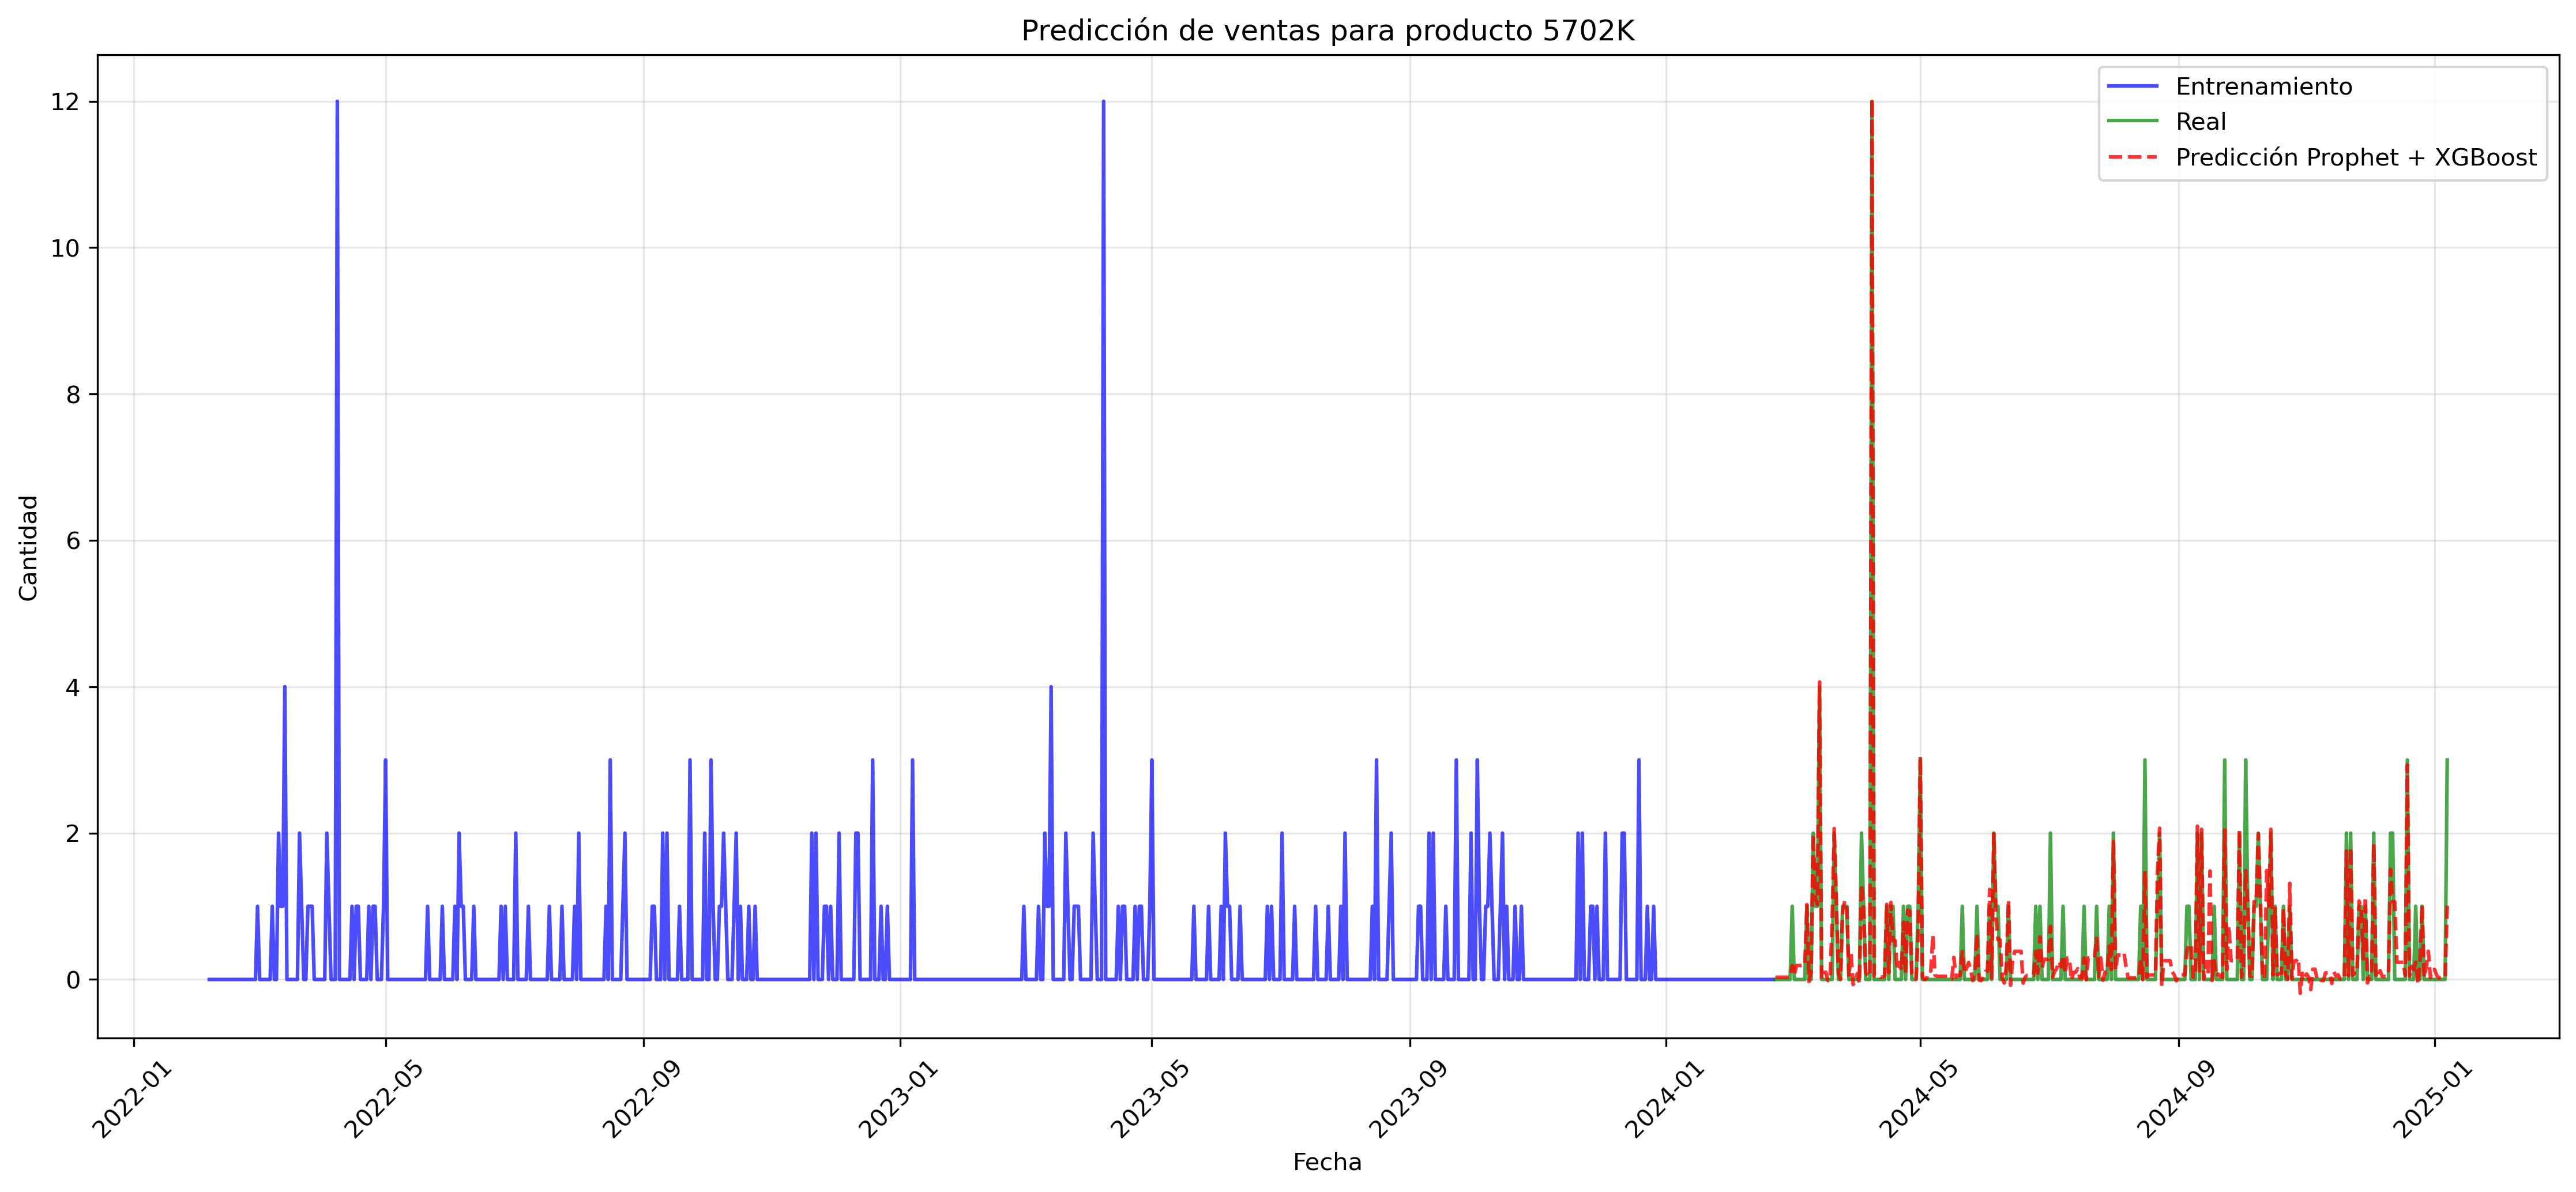 Predicción de ventas para producto 5702K
Entrenamiento
Real
Predicción Prophet + XGBoost
Cantidad
12
10
8
6
4
2
0
2022-01
2022-05
2022-09
2023-01
2023-05
2023-09
2024-01
2024-05
2024-09
2025-01
Fecha